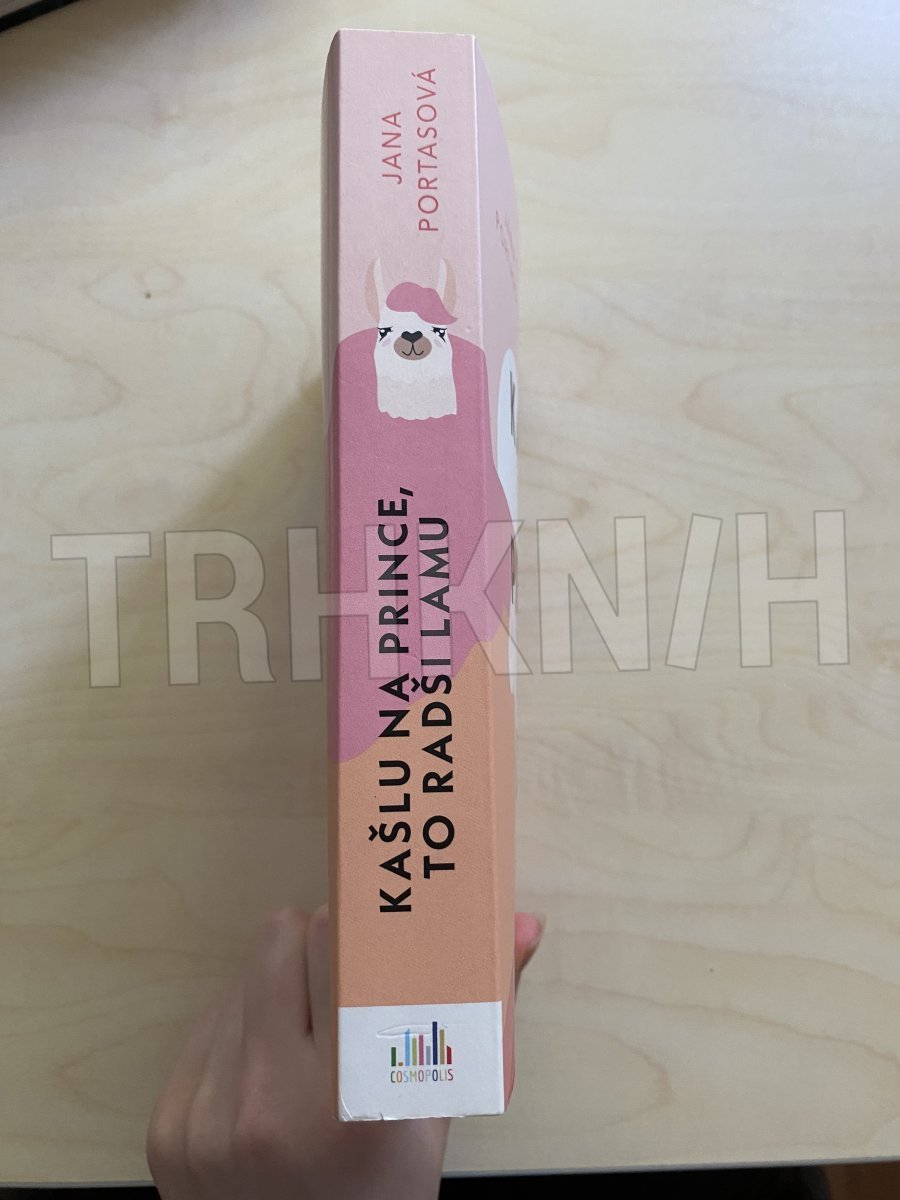 JANA
PORTASOVÁ
KAŠLU NA PRINCE,
TO RADŠI LAMU
COSMOPOLIS
TRHKNIH